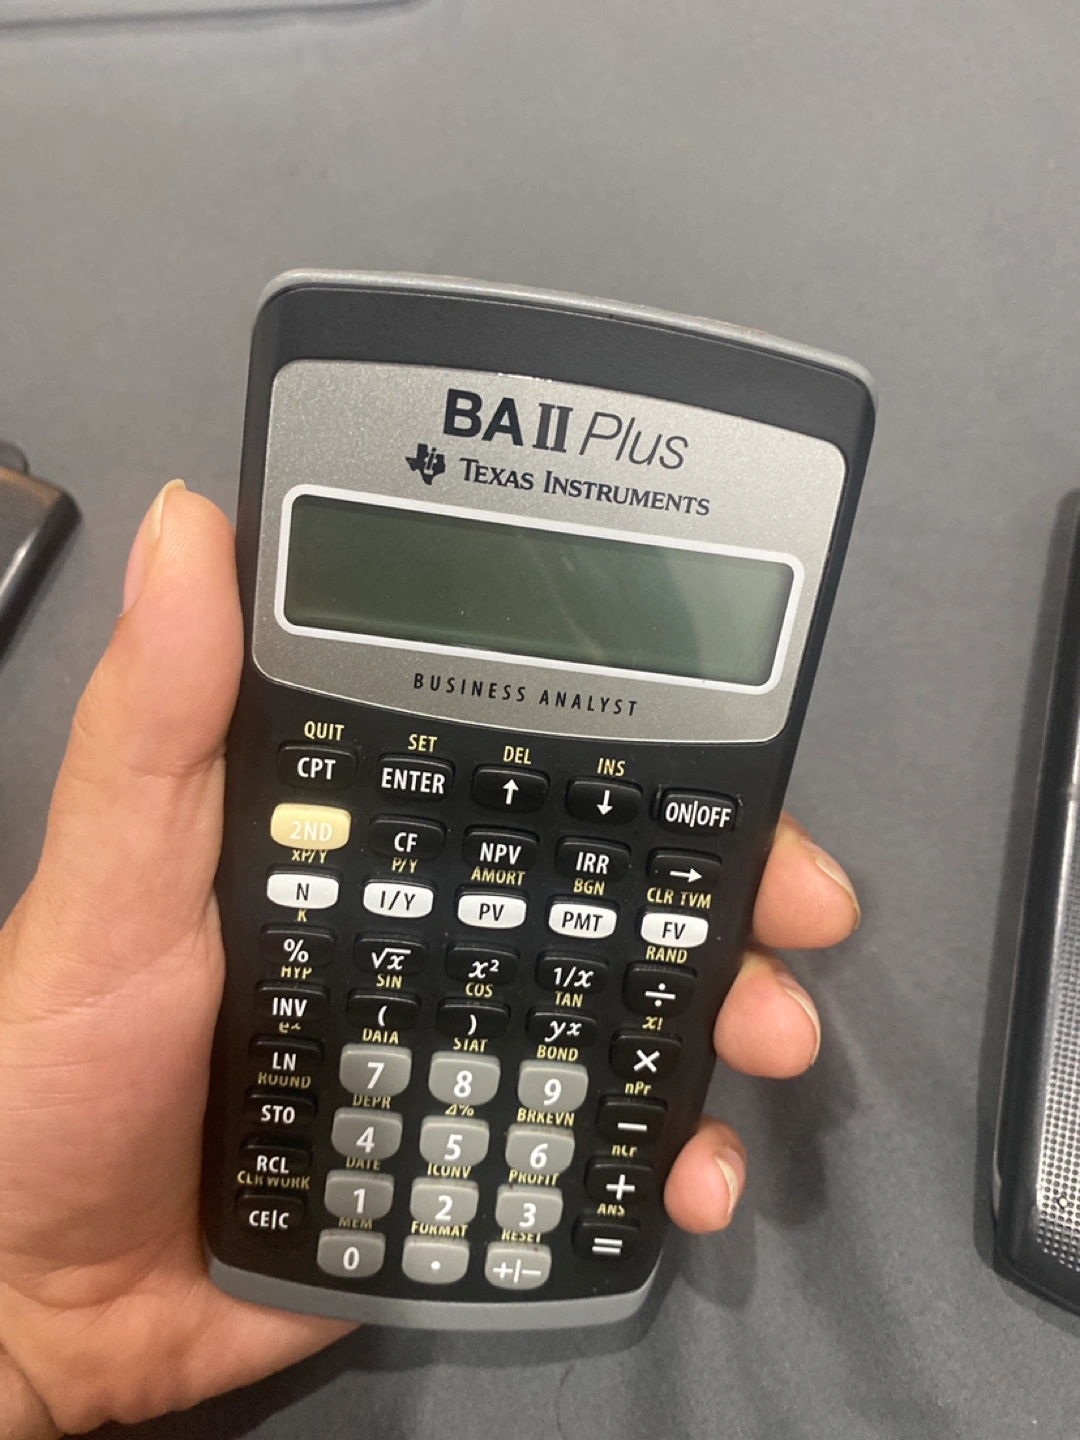 BA II Plus
TEXAS INSTRUMENTS
BUSINESS ANALYST
QUIT SET DEL INS
CPT ENTER ↑ ↓ ON|OFF
2ND CF NPV IRR →
xP/Y P/Y AMORT BGN CLR TVM
N I/Y PV PMT FV
K RAND
% √x x² 1/x ÷
HYP SIN COS TAN x!
INV ( ) yx ×
DATA STAT BOND nPr
LN 7 8 9 −
ROUND DEPR Δ% BRKEVN nCr
STO 4 5 6 +
DATE ICONV PROFIT ANS
RCL 1 2 3 =
CLR WORK MEM FORMAT RESET
CE|C 0 . +|−